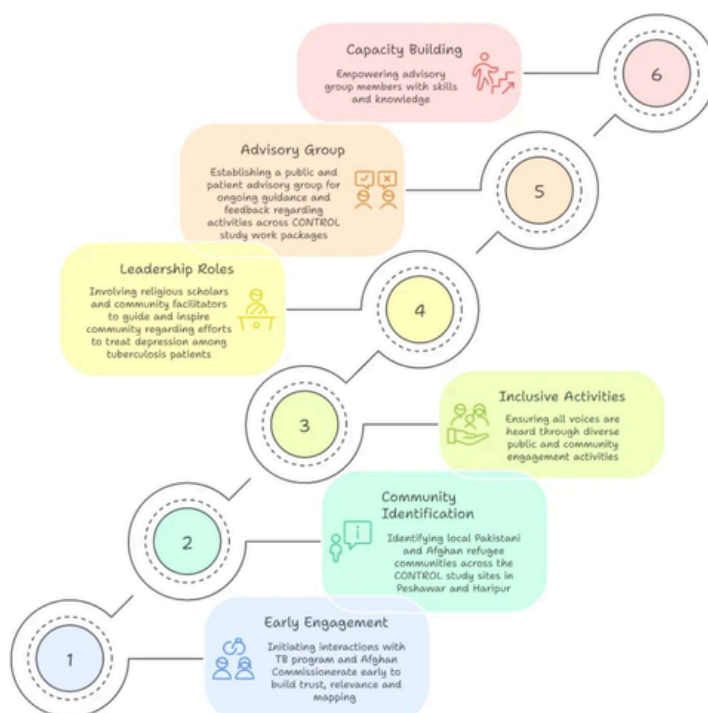 Capacity Building
Empowering advisory
group members with skills
and knowledge
6
Advisory Group
Establishing a public and
patient advisory group for
ongoing guidance and
feedback regarding
activities across CONTROL
study work packages
5
Leadership Roles
Involving religious scholars
and community facilitators
to guide and inspire
community regarding efforts
to treat depression among
tuberculosis patients
4
3
Inclusive Activities
Ensuring all voices are
heard through diverse
public and community
engagement activities
2
Community
Identification
Identifying local Pakistani
and Afghan refugee
communities across the
CONTROL study sites in
Peshawar and Haripur
1
Early Engagement
Initiating interactions with
TB program and Afghan
Commissionerate early to
build trust, relevance and
mapping